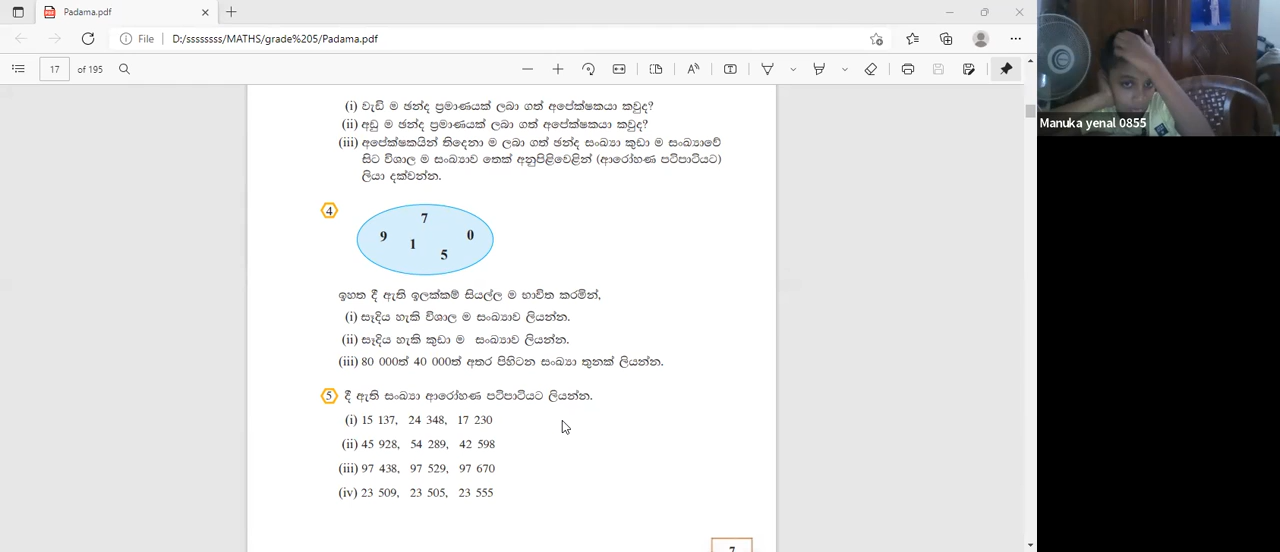 Padama.pdf
File D:/ssssssss/MATHS/grade%205/Padama.pdf
17 of 195
(i) වැඩි ම ඡන්ද ප්‍රමාණයක් ලබා ගත් අපේක්ෂකයා කවුද?
(ii) අඩු ම ඡන්ද ප්‍රමාණයක් ලබා ගත් අපේක්ෂකයා කවුද?
(iii) අපේක්ෂකයින් තිදෙනා ම ලබා ගත් ඡන්ද සංඛ්‍යා කුඩා ම සංඛ්‍යාවේ
සිට විශාල ම සංඛ්‍යාව තෙක් අනුපිළිවෙළින් (ආරෝහණ පටිපාටියට)
ලියා දක්වන්න.
4
7
9 0
1
5
ඉහත දී ඇති ඉලක්කම් සියල්ල ම භාවිත කරමින්,
(i) සෑදිය හැකි විශාල ම සංඛ්‍යාව ලියන්න.
(ii) සෑදිය හැකි කුඩා ම සංඛ්‍යාව ලියන්න.
(iii) 80 000ත් 40 000ත් අතර පිහිටන සංඛ්‍යා තුනක් ලියන්න.
5 දී ඇති සංඛ්‍යා ආරෝහණ පටිපාටියට ලියන්න.
(i) 15 137, 24 348, 17 230
(ii) 45 928, 54 289, 42 598
(iii) 97 438, 97 529, 97 670
(iv) 23 509, 23 505, 23 555
7
Manuka yenal 0855